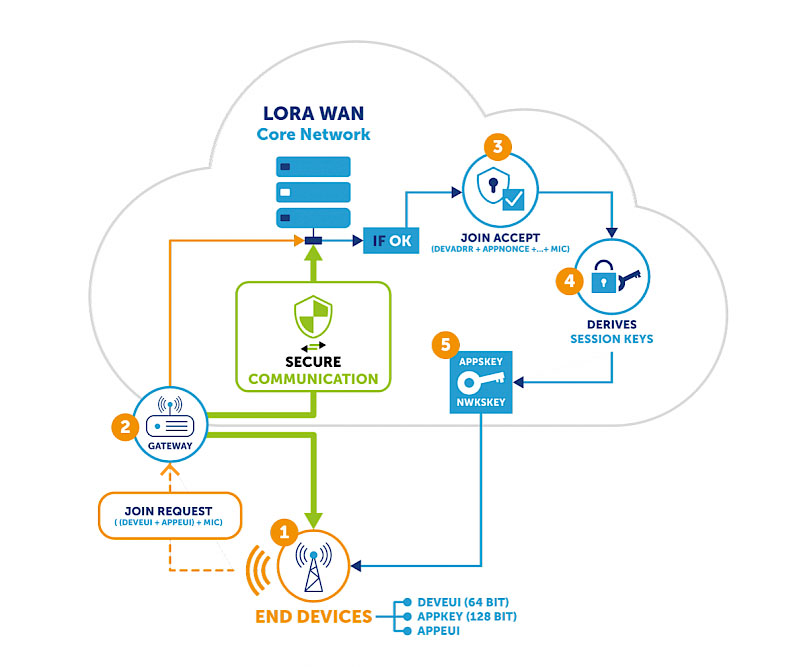 LORA WAN
Core Network
IF OK
3
JOIN ACCEPT
(DEVADRR + APPNONCE +...+ MIC)
4
DERIVES
SESSION KEYS
SECURE
COMMUNICATION
5
APPSKEY
NWKSKEY
2
GATEWAY
JOIN REQUEST
( (DEVEUI + APPEUI) + MIC)
1
END DEVICES
DEVEUI (64 BIT)
APPKEY (128 BIT)
APPEUI